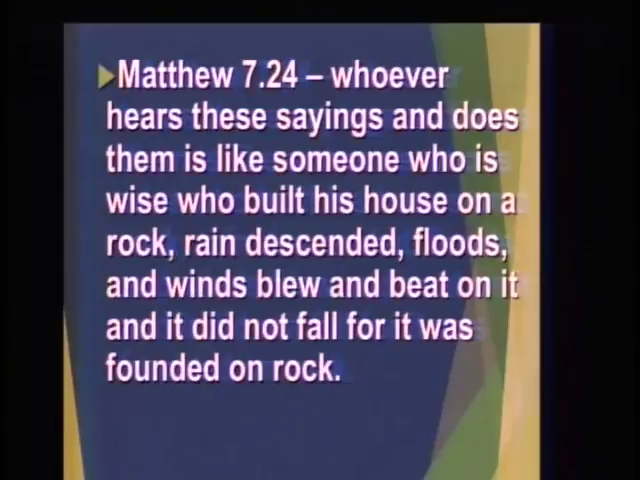 Matthew 7.24 – whoever
hears these sayings and does
them is like someone who is
wise who built his house on a
rock, rain descended, floods,
and winds blew and beat on it
and it did not fall for it was
founded on rock.